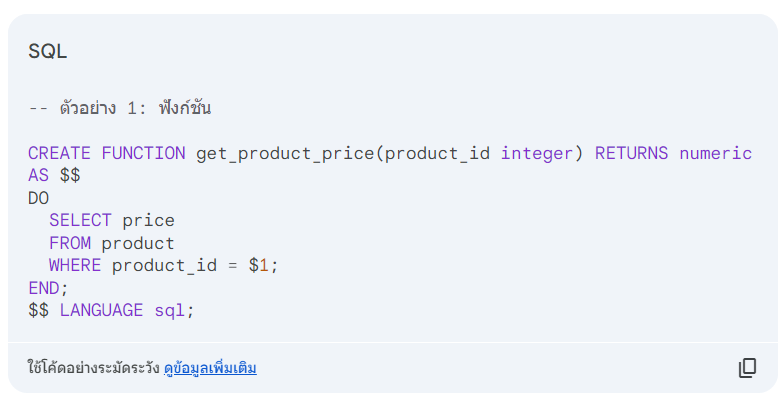 SQL
-- ตัวอย่าง 1: ฟังก์ชัน
CREATE FUNCTION get_product_price(product_id integer) RETURNS numeric
AS $$
DO
  SELECT price
  FROM product
  WHERE product_id = $1;
END;
$$ LANGUAGE sql;
ใช้โค้ดอย่างระมัดระวัง ดูข้อมูลเพิ่มเติม